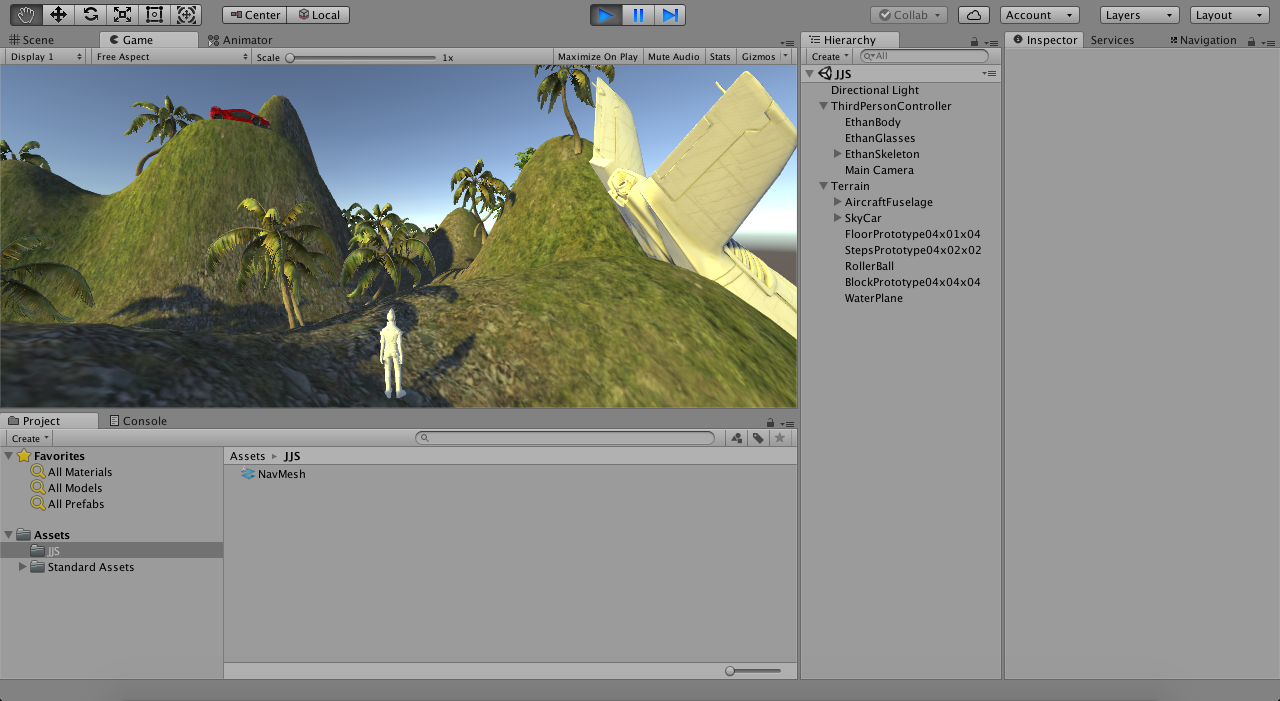 Center Local Collab Account Layers Layout
Scene Game Animator
Display 1 Free Aspect Scale 1x Maximize On Play Mute Audio Stats Gizmos
Hierarchy
Create All
JJS
Directional Light
ThirdPersonController
EthanBody
EthanGlasses
EthanSkeleton
Main Camera
Terrain
AircraftFuselage
SkyCar
FloorPrototype04x01x04
StepsPrototype04x02x02
RollerBall
BlockPrototype04x04x04
WaterPlane
Inspector Services Navigation
Project Console
Create
Favorites
All Materials
All Models
All Prefabs
Assets
JJS
Standard Assets
Assets JJS
NavMesh